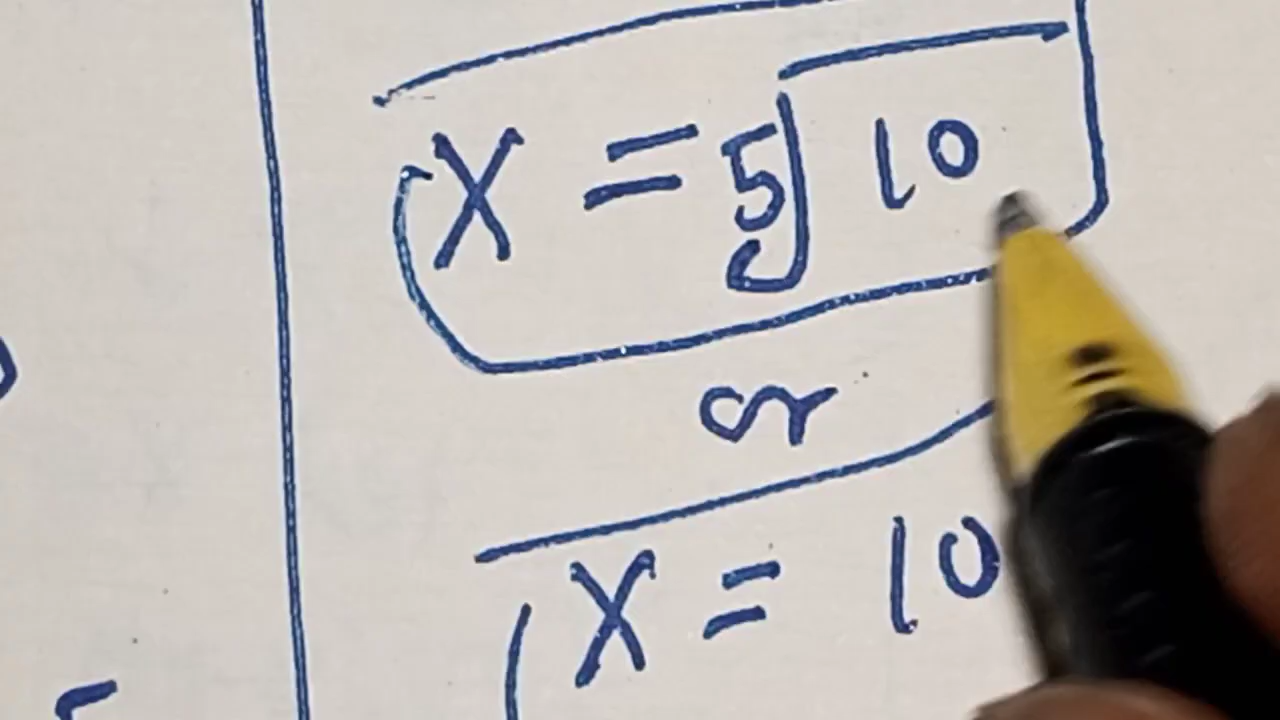 X = 5√10
or
X = 10